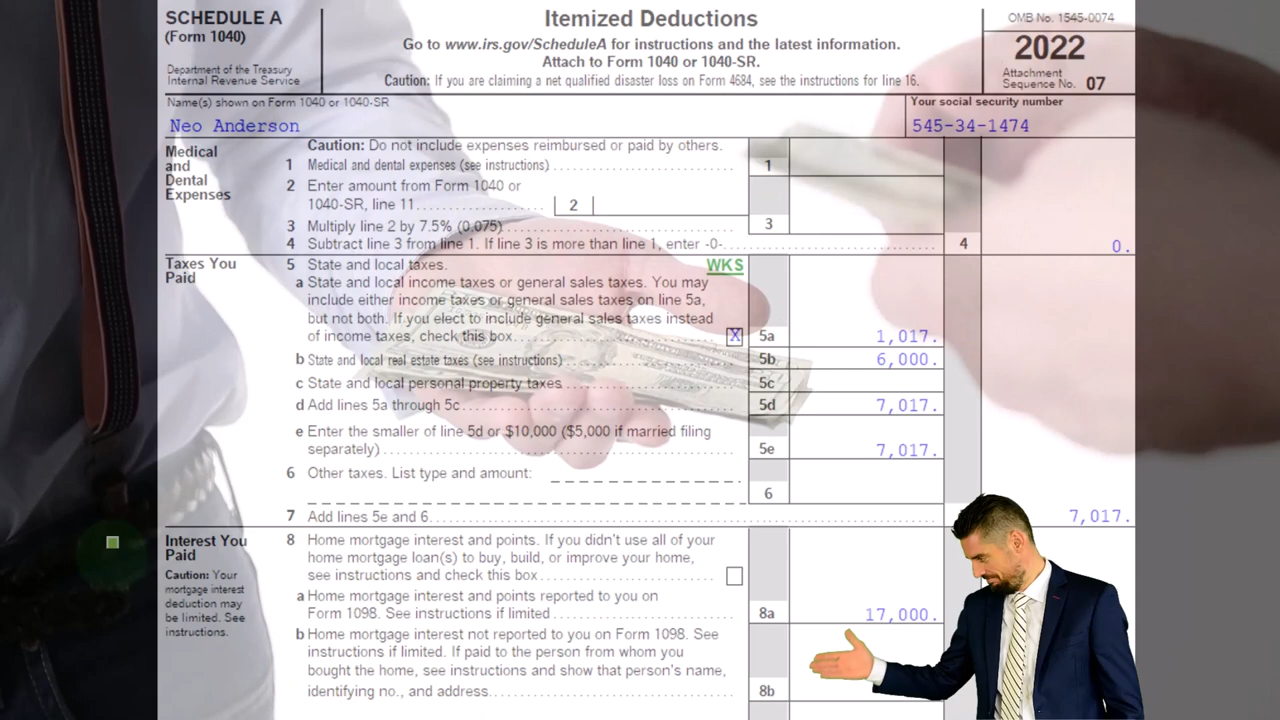 SCHEDULE A
(Form 1040)
Department of the Treasury
Internal Revenue Service
Itemized Deductions
Go to www.irs.gov/ScheduleA for instructions and the latest information.
Attach to Form 1040 or 1040-SR.
Caution: If you are claiming a net qualified disaster loss on Form 4684, see the instructions for line 16.
OMB No. 1545-0074
2022
Attachment
Sequence No. 07
Name(s) shown on Form 1040 or 1040-SR
Neo Anderson
Your social security number
545-34-1474
Medical
and
Dental
Expenses
Caution: Do not include expenses reimbursed or paid by others.
1 Medical and dental expenses (see instructions) 1
2 Enter amount from Form 1040 or
1040-SR, line 11 2
3 Multiply line 2 by 7.5% (0.075) 3
4 Subtract line 3 from line 1. If line 3 is more than line 1, enter -0- 4 0.
Taxes You
Paid
5 State and local taxes. WKS
a State and local income taxes or general sales taxes. You may
include either income taxes or general sales taxes on line 5a,
but not both. If you elect to include general sales taxes instead
of income taxes, check this box X 5a 1,017.
b State and local real estate taxes (see instructions) 5b 6,000.
c State and local personal property taxes 5c
d Add lines 5a through 5c 5d 7,017.
e Enter the smaller of line 5d or $10,000 ($5,000 if married filing
separately) 5e 7,017.
6 Other taxes. List type and amount:
6
7 Add lines 5e and 6 7,017.
Interest You
Paid
Caution: Your
mortgage interest
deduction may
be limited. See
instructions.
8 Home mortgage interest and points. If you didn't use all of your
home mortgage loan(s) to buy, build, or improve your home,
see instructions and check this box
a Home mortgage interest and points reported to you on
Form 1098. See instructions if limited 8a 17,000.
b Home mortgage interest not reported to you on Form 1098. See
instructions if limited. If paid to the person from whom you
bought the home, see instructions and show that person's name,
identifying no., and address 8b